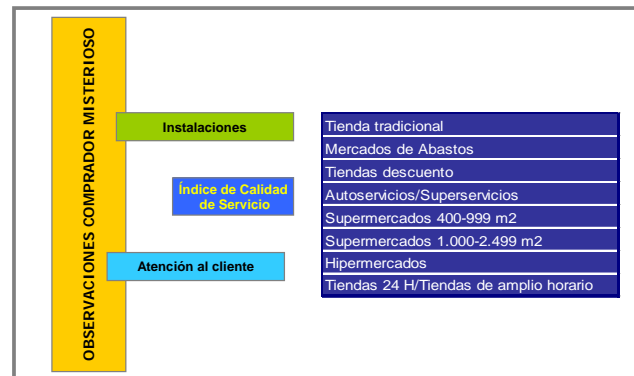 OBSERVACIONES COMPRADOR MISTERIOSO
Instalaciones
Índice de Calidad
de Servicio
Atención al cliente
Tienda tradicional
Mercados de Abastos
Tiendas descuento
Autoservicios/Superservicios
Supermercados 400-999 m2
Supermercados 1.000-2.499 m2
Hipermercados
Tiendas 24 H/Tiendas de amplio horario